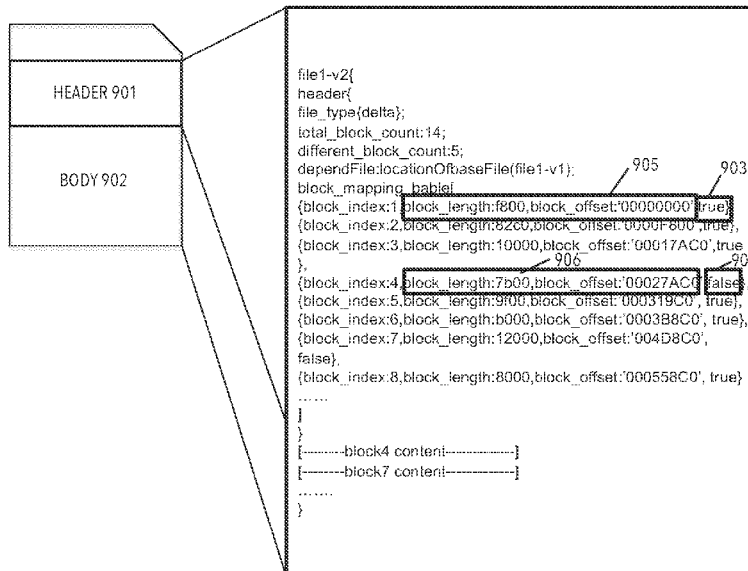 HEADER 901
BODY 902
file1-v2{
header{
file_type{delta};
total_block_count:14;
different_block_count:5;
dependFile:locationOfbaseFile(file1-v1);
905
903
block_mapping_bable[
{block_index:1,block_length:f800,block_offset:'00000000',true}
{block_index:2,block_length:82c0,block_offset:'0000F800',true},
{block_index:3,block_length:10000,block_offset:'00017AC0',true
},
906
90
{block_index:4,block_length:7b00,block_offset:'00027AC0' false},
{block_index:5,block_length:9f00,block_offset:'000319C0', true},
{block_index:6,block_length:b000,block_offset:'0003B8C0', true},
{block_index:7,block_length:12000,block_offset:'004D8C0',
false},
{block_index:8,block_length:8000,block_offset:'000558C0', true}
......
]
}
[---------block4 content---------------]
[---------block7 content---------------]
.......
}